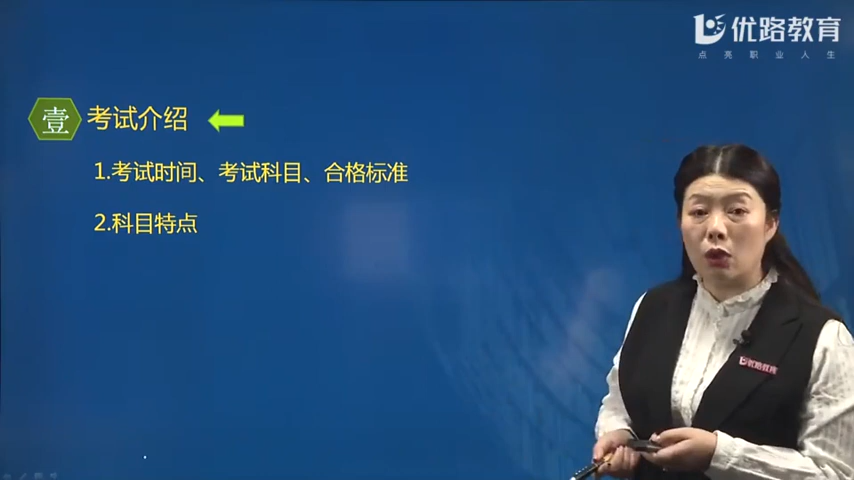 优路教育
点亮职业人生
壹 考试介绍
1.考试时间、考试科目、合格标准
2.科目特点
优路教育